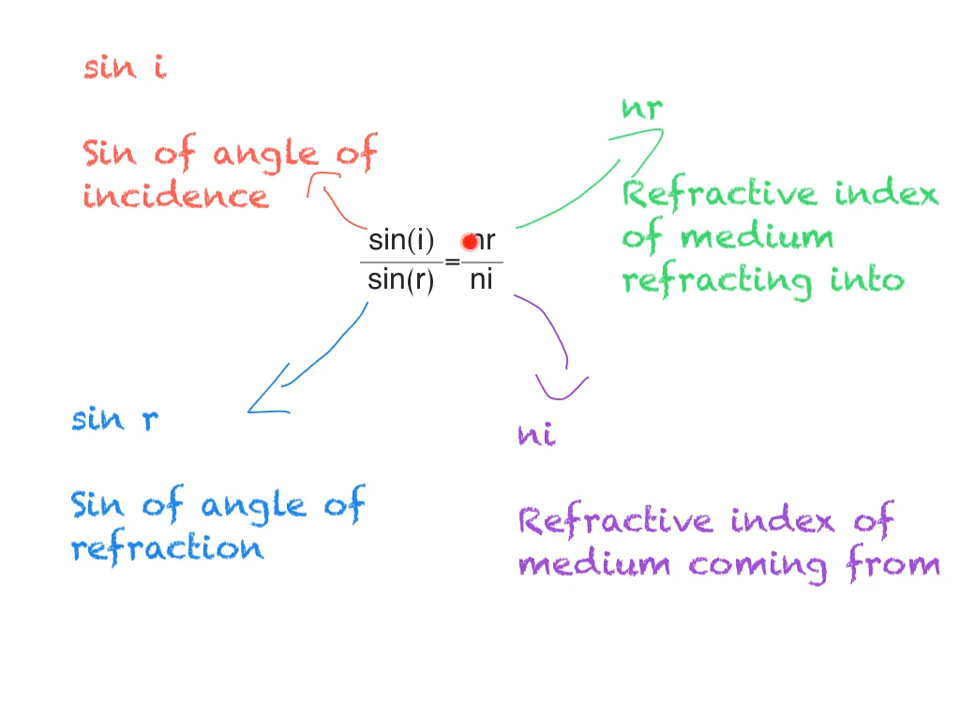 sin i
Sin of angle of
incidence
nr
Refractive index
of medium
refracting into
sin(i) = nr
sin(r) ni
sin r
Sin of angle of
refraction
ni
Refractive index of
medium coming from